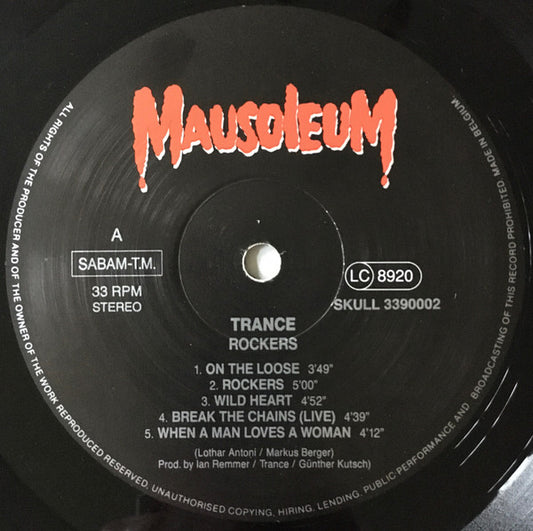 MAUSOLEUM
A
SABAM-T.M.
33 RPM
STEREO
LC 8920
SKULL 3390002
TRANCE
ROCKERS
1. ON THE LOOSE 3'49"
2. ROCKERS 5'00"
3. WILD HEART 4'52"
4. BREAK THE CHAINS (LIVE) 4'39"
5. WHEN A MAN LOVES A WOMAN 4'12"
(Lothar Antoni / Markus Berger)
Prod. by Ian Remmer / Trance / Günther Kutsch)
ALL RIGHTS OF THE PRODUCER AND OF THE OWNER OF THE WORK REPRODUCED RESERVED. UNAUTHORISED COPYING, HIRING, LENDING, PUBLIC PERFORMANCE AND BROADCASTING OF THIS RECORD PROHIBITED. MADE IN BELGIUM